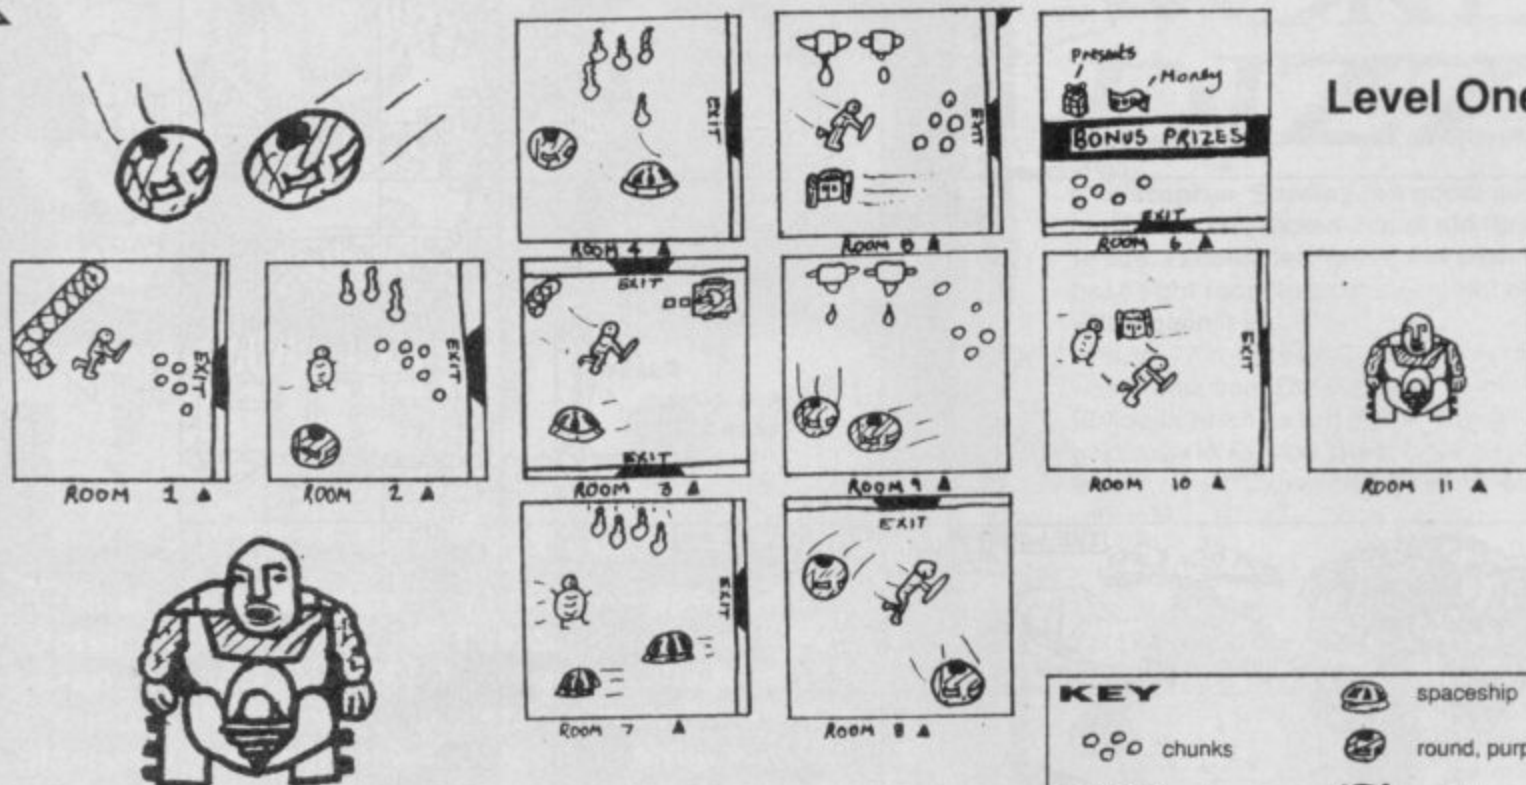 Level One
Presents
Money
BONUS PRIZES
EXIT
EXIT
EXIT
ROOM 4
ROOM 5
ROOM 6
EXIT
EXIT
EXIT
EXIT
EXIT
ROOM 1
ROOM 2
ROOM 3
ROOM 9
ROOM 10
ROOM 11
EXIT
EXIT
ROOM 7
ROOM 8
KEY
spaceship
chunks
round, purp